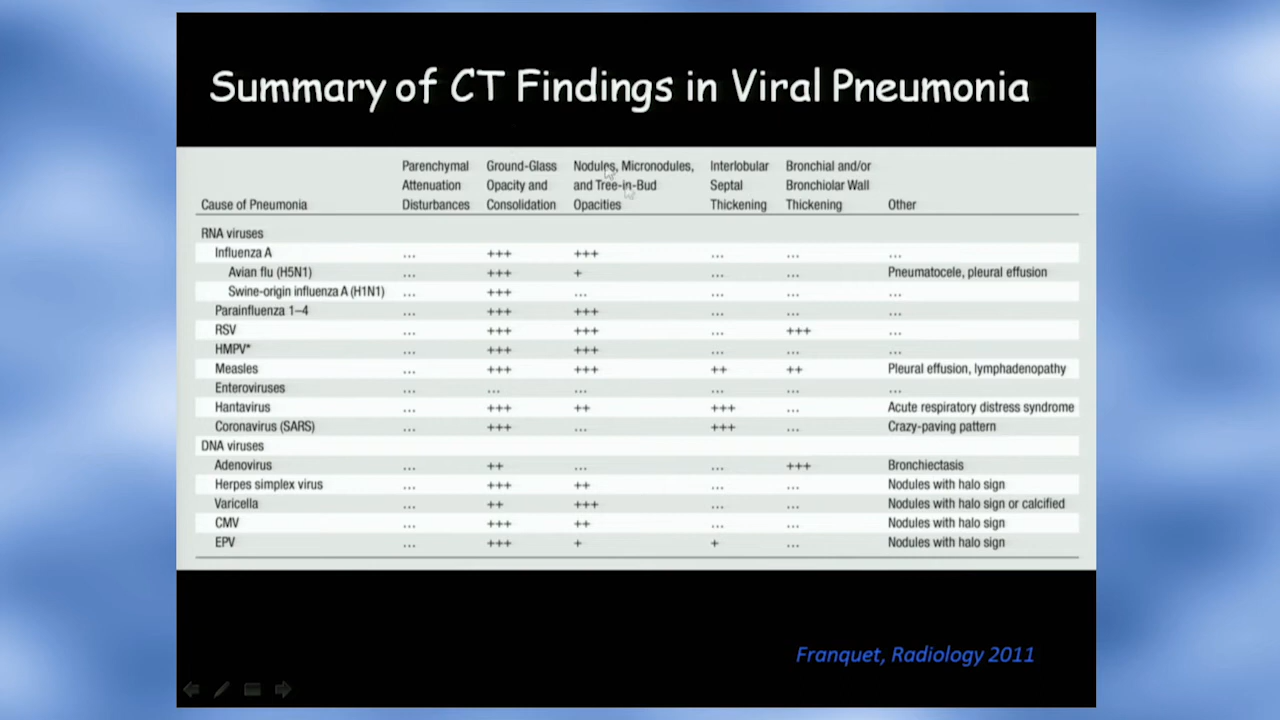 Summary of CT Findings in Viral Pneumonia
Cause of Pneumonia Parenchymal Attenuation Disturbances Ground-Glass Opacity and Consolidation Nodules, Micronodules, and Tree-in-Bud Opacities Interlobular Septal Thickening Bronchial and/or Bronchiolar Wall Thickening Other
RNA viruses
Influenza A ... +++ +++ ... ... ...
Avian flu (H5N1) ... +++ + ... ... Pneumatocele, pleural effusion
Swine-origin influenza A (H1N1) ... +++ ... ... ... ...
Parainfluenza 1–4 ... +++ +++ ... ... ...
RSV ... +++ +++ ... +++ ...
HMPV* ... +++ +++ ... ... ...
Measles ... +++ +++ ++ ++ Pleural effusion, lymphadenopathy
Enteroviruses ... ... ... ... ... ...
Hantavirus ... +++ ++ +++ ... Acute respiratory distress syndrome
Coronavirus (SARS) ... +++ ... +++ ... Crazy-paving pattern
DNA viruses
Adenovirus ... ++ ... ... +++ Bronchiectasis
Herpes simplex virus ... +++ ++ ... ... Nodules with halo sign
Varicella ... ++ +++ ... ... Nodules with halo sign or calcified
CMV ... +++ ++ ... ... Nodules with halo sign
EPV ... +++ + + ... Nodules with halo sign
Franquet, Radiology 2011